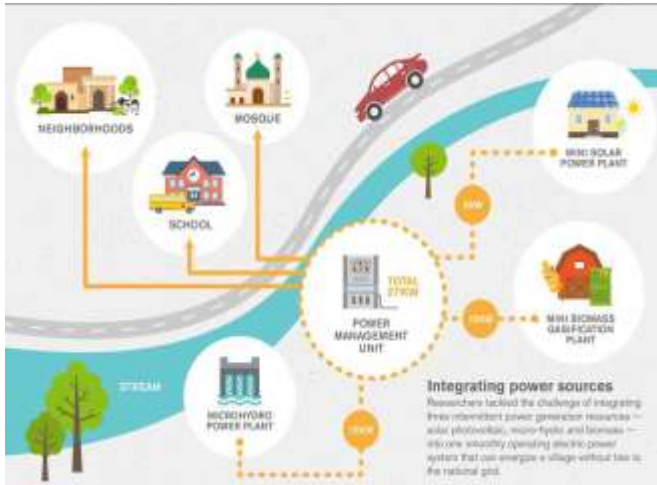 NEIGHBORHOODS
MOSQUE
SCHOOL
MINI SOLAR
POWER PLANT
TOTAL
27KW
POWER
MANAGEMENT
UNIT
MINI BIOMASS
GASIFICATION
PLANT
STREAM
MICROHYDRO
POWER PLANT
Integrating power sources
Researchers tackled the challenge of integrating
three intermittent power generation resources —
solar photovoltaic, micro-hydro and biomass —
into one smoothly operating electric power
system that can energize a village without ties to
the national grid.